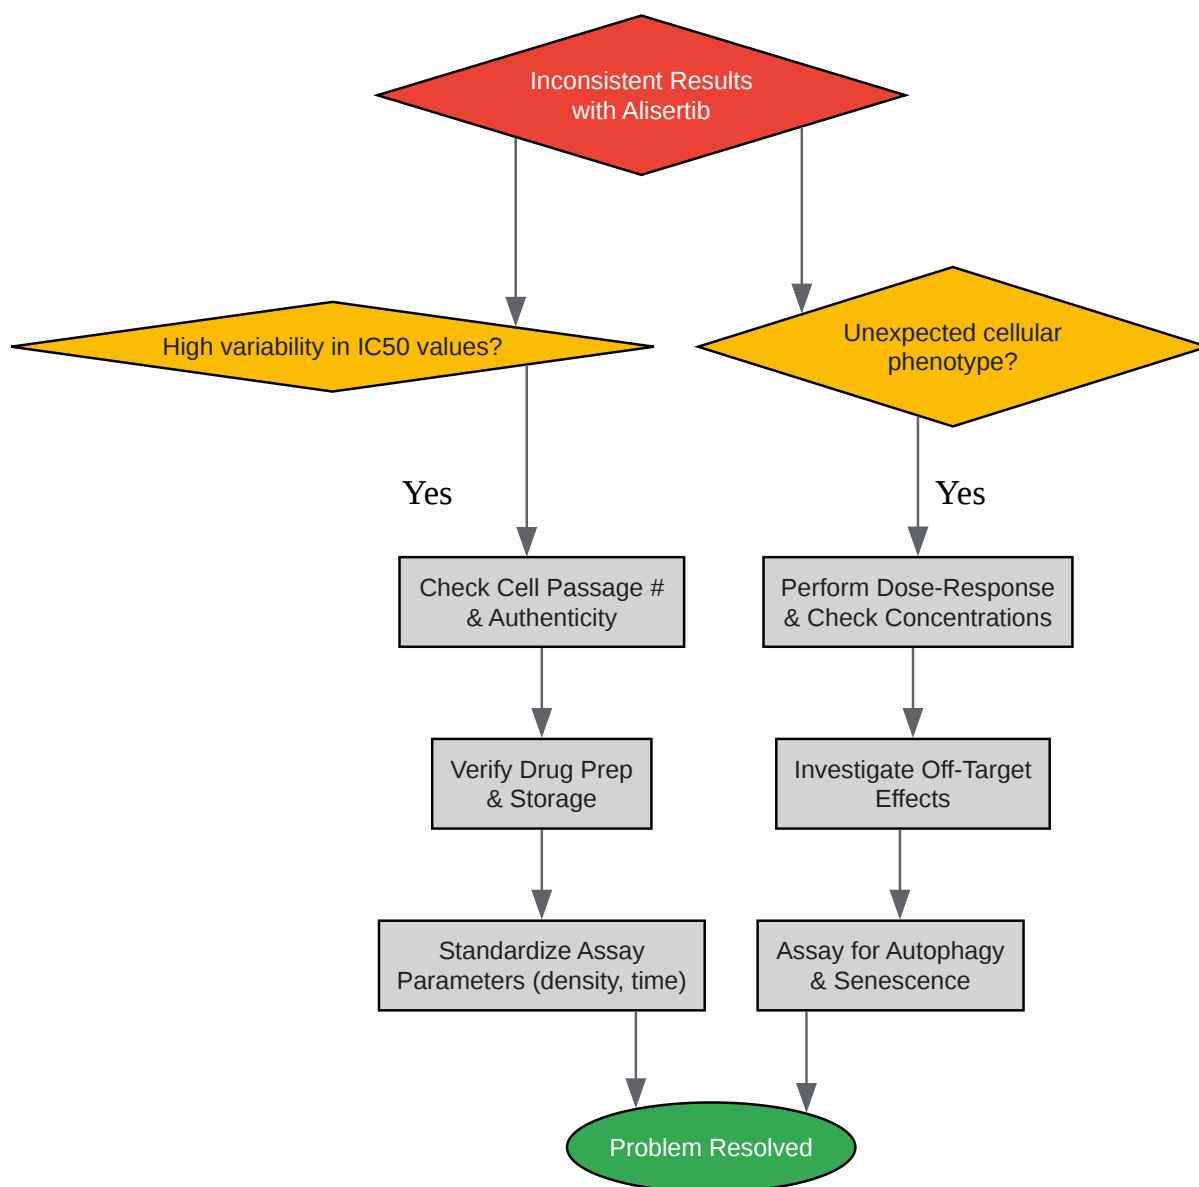 Inconsistent Results
with Alisertib
High variability in IC50 values?
Unexpected cellular
phenotype?
Yes
Yes
Check Cell Passage #
& Authenticity
Perform Dose-Response
& Check Concentrations
Verify Drug Prep
& Storage
Investigate Off-Target
Effects
Standardize Assay
Parameters (density, time)
Assay for Autophagy
& Senescence
Problem Resolved